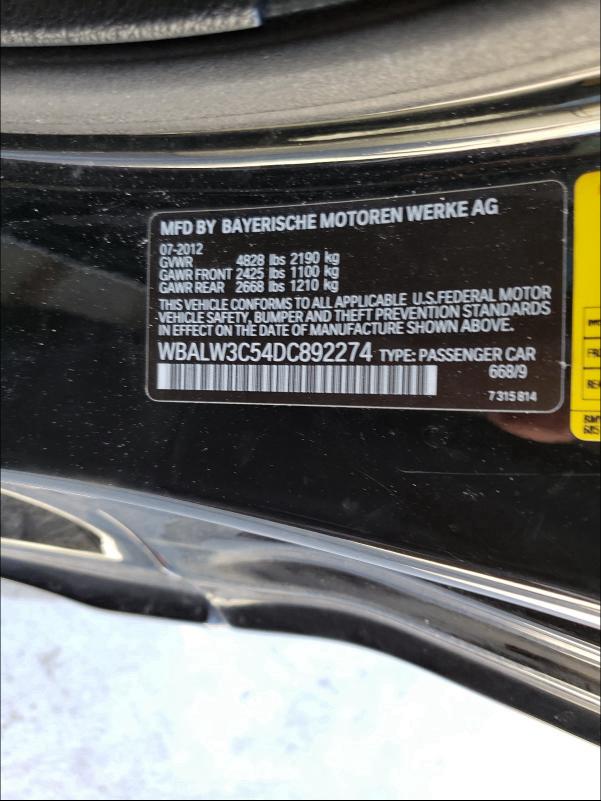 MFD BY BAYERISCHE MOTOREN WERKE AG
07-2012
GVWR 4828 lbs 2190 kg
GAWR FRONT 2425 lbs 1100 kg
GAWR REAR 2668 lbs 1210 kg
THIS VEHICLE CONFORMS TO ALL APPLICABLE U.S.FEDERAL MOTOR
VEHICLE SAFETY, BUMPER AND THEFT PREVENTION STANDARDS
IN EFFECT ON THE DATE OF MANUFACTURE SHOWN ABOVE.
WBALW3C54DC892274 TYPE: PASSENGER CAR
668/9
7 315 814